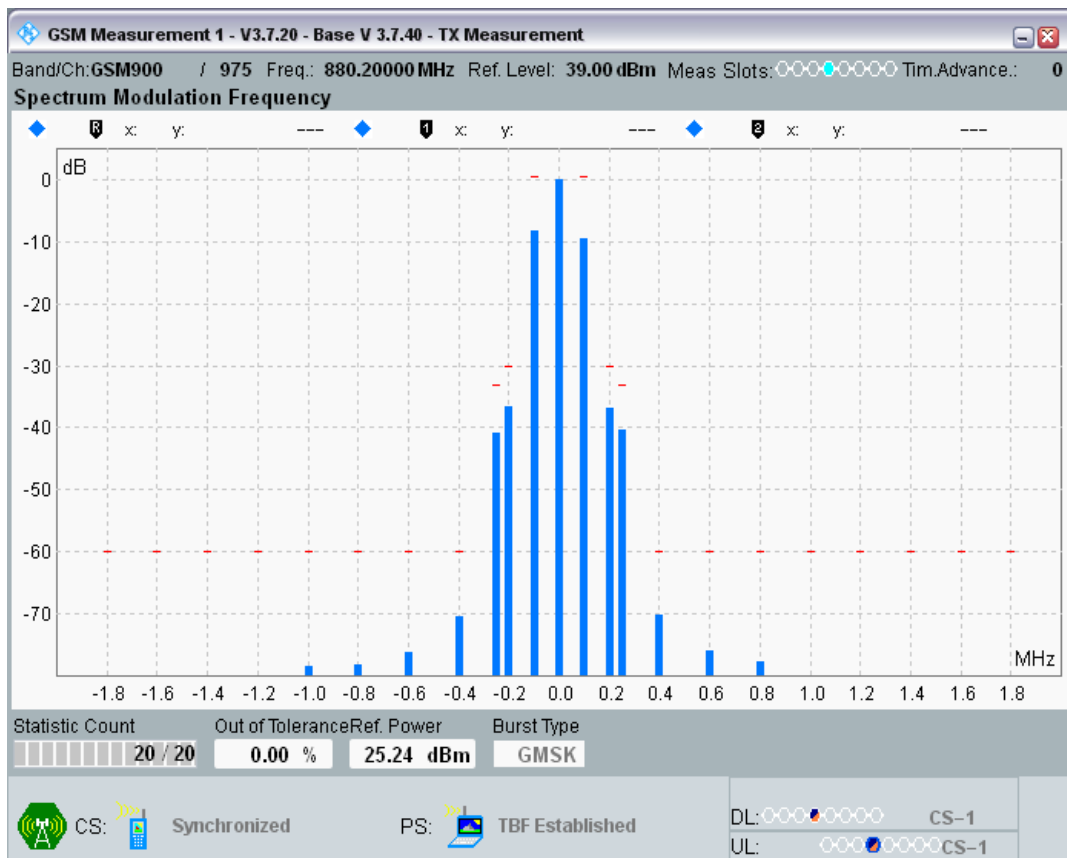 GSM Measurement 1 - V3.7.20 - Base V 3.7.40 - TX Measurement
Band/Ch:GSM900 / 975 Freq.: 880.20000 MHz Ref. Level: 39.00 dBm Meas Slots: Tim.Advance.: 0
Spectrum Modulation Frequency
R x: y: --- 1 x: y: --- 2 x: y: ---
dB
0
-10
-20
-30
-40
-50
-60
-70
MHz
-1.8 -1.6 -1.4 -1.2 -1.0 -0.8 -0.6 -0.4 -0.2 0.0 0.2 0.4 0.6 0.8 1.0 1.2 1.4 1.6 1.8
Statistic Count Out of Tolerance Ref. Power Burst Type
20 / 20 0.00 % 25.24 dBm GMSK
CS: Synchronized PS: TBF Established
DL: CS-1
UL: CS-1